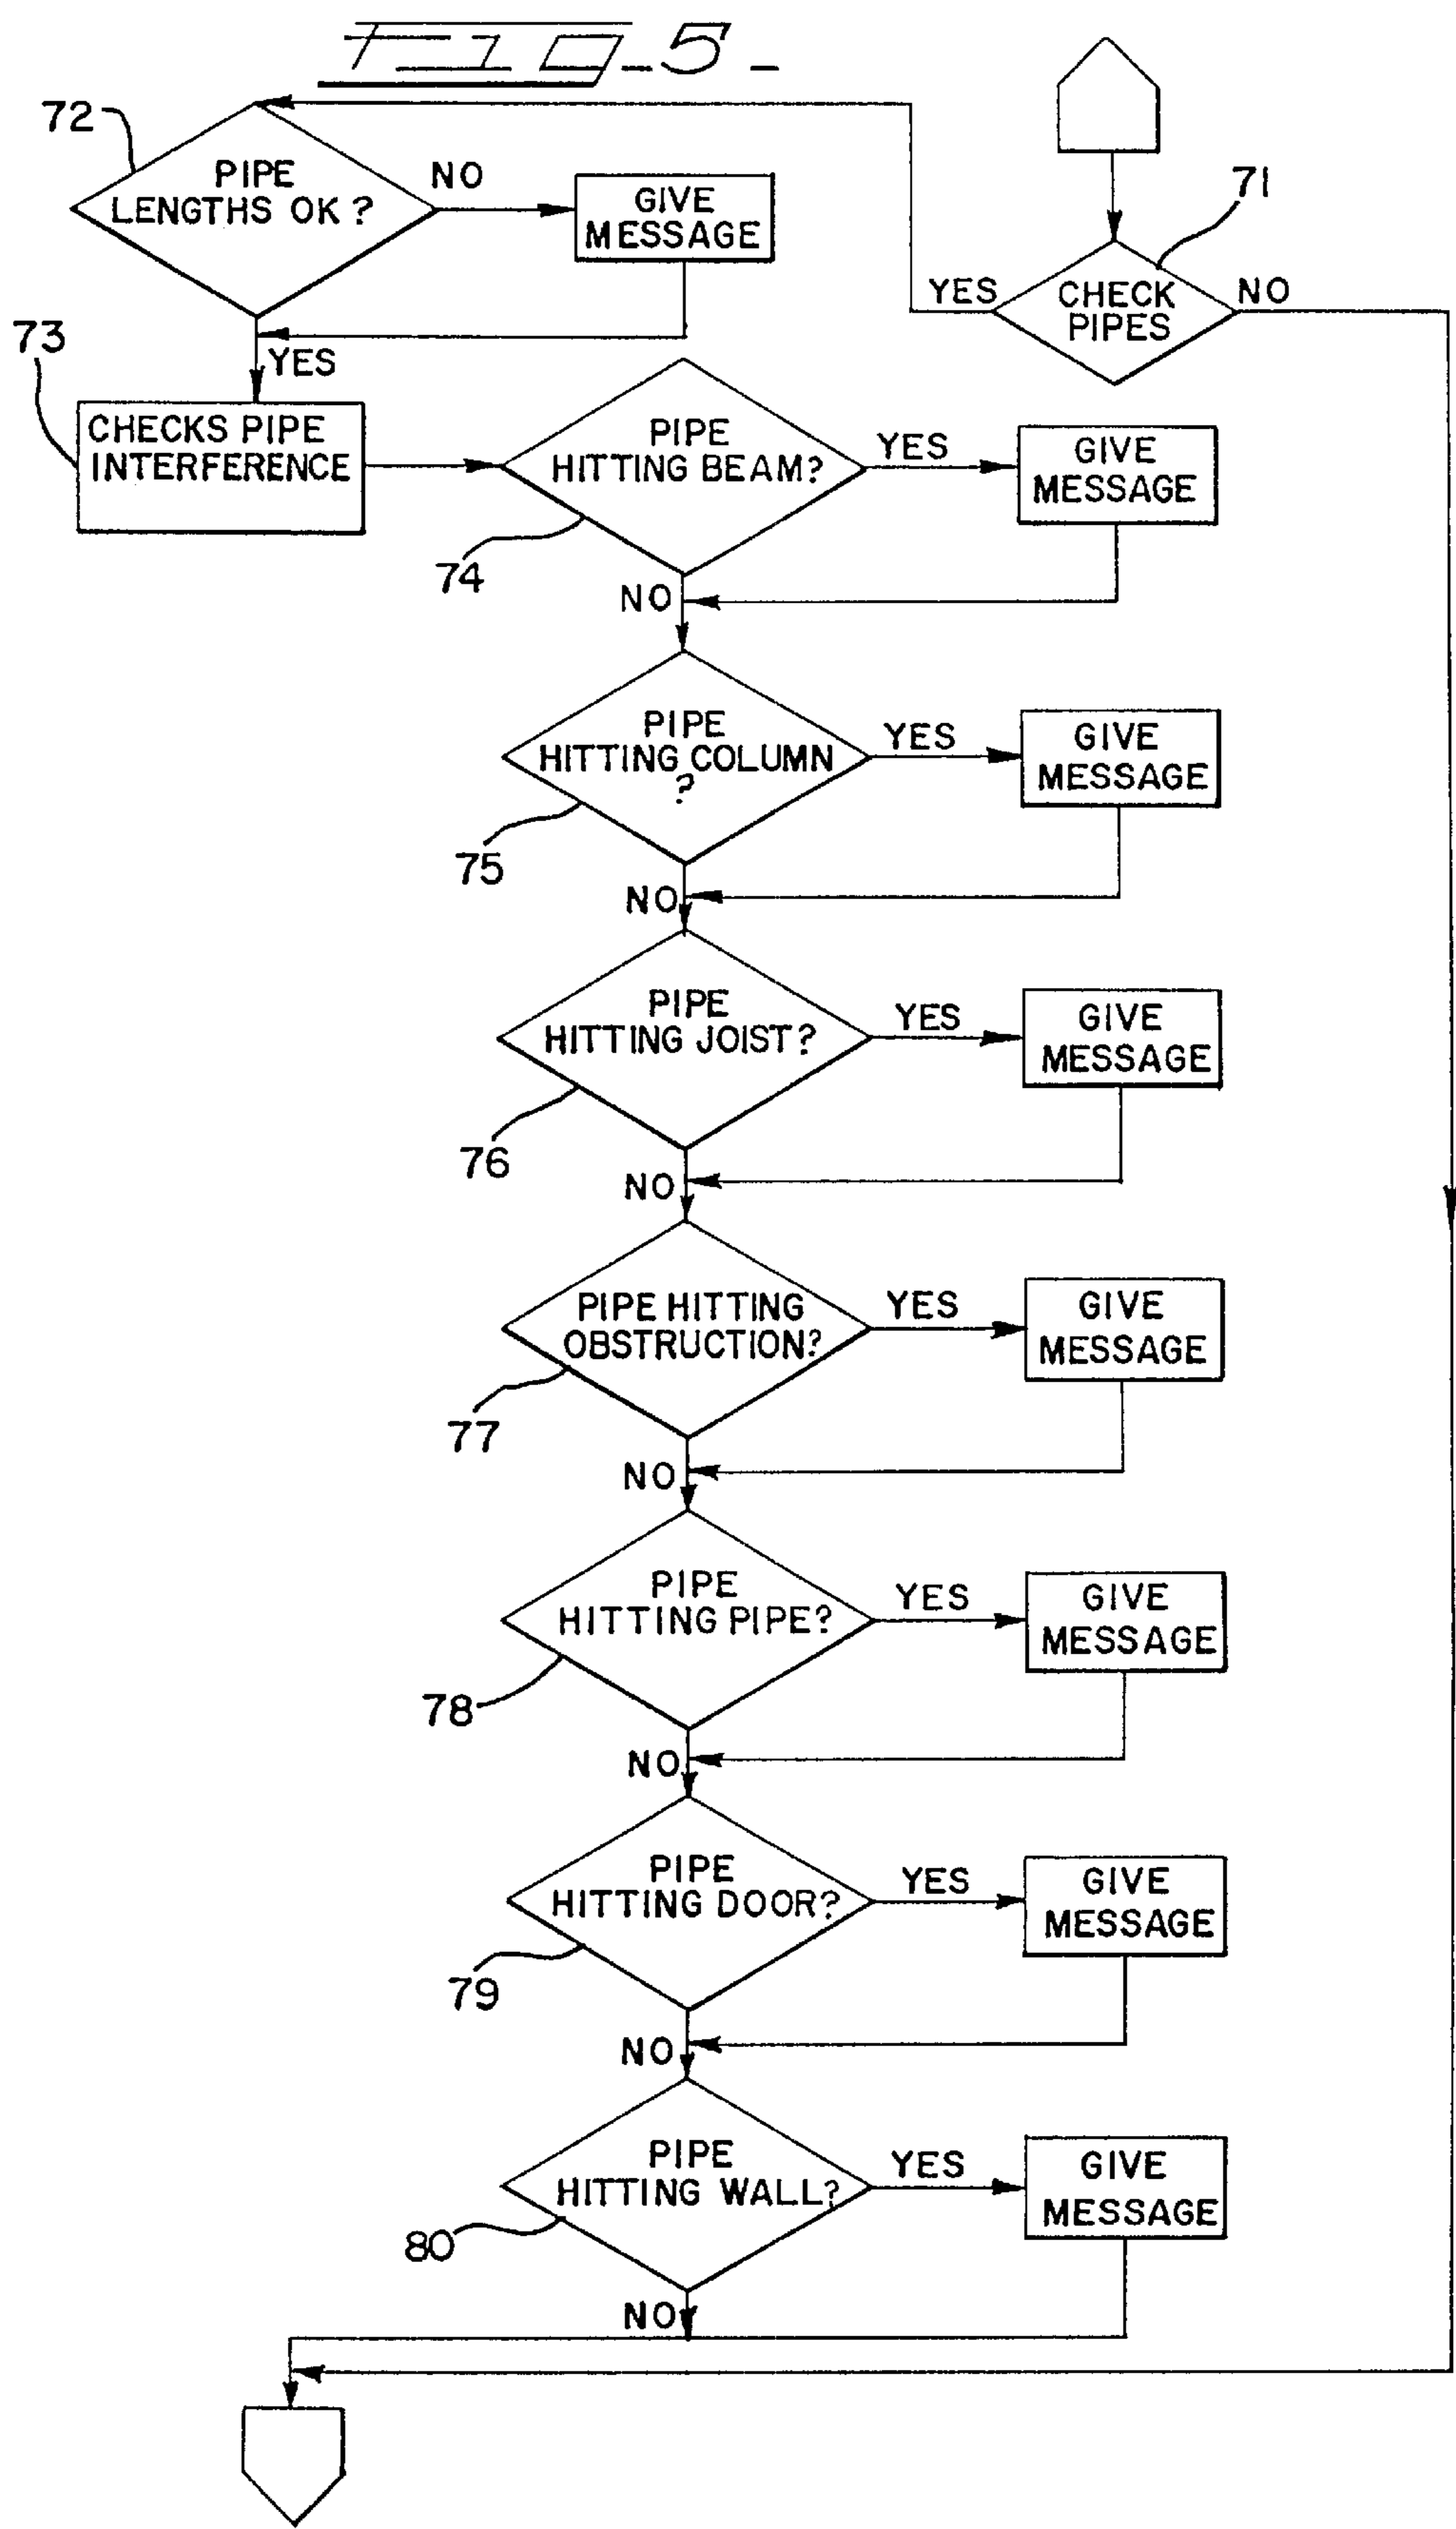 FIG_5_
72
PIPE
LENGTHS OK?
NO
GIVE
MESSAGE
71
YES
CHECK
PIPES
NO
73
YES
CHECKS PIPE
INTERFERENCE
PIPE
HITTING BEAM?
YES
GIVE
MESSAGE
74
NO
PIPE
HITTING COLUMN
?
YES
GIVE
MESSAGE
75
NO
PIPE
HITTING JOIST?
YES
GIVE
MESSAGE
76
NO
PIPE HITTING
OBSTRUCTION?
YES
GIVE
MESSAGE
77
NO
PIPE
HITTING PIPE?
YES
GIVE
MESSAGE
78
NO
PIPE
HITTING DOOR?
YES
GIVE
MESSAGE
79
NO
PIPE
HITTING WALL?
YES
GIVE
MESSAGE
80
NO